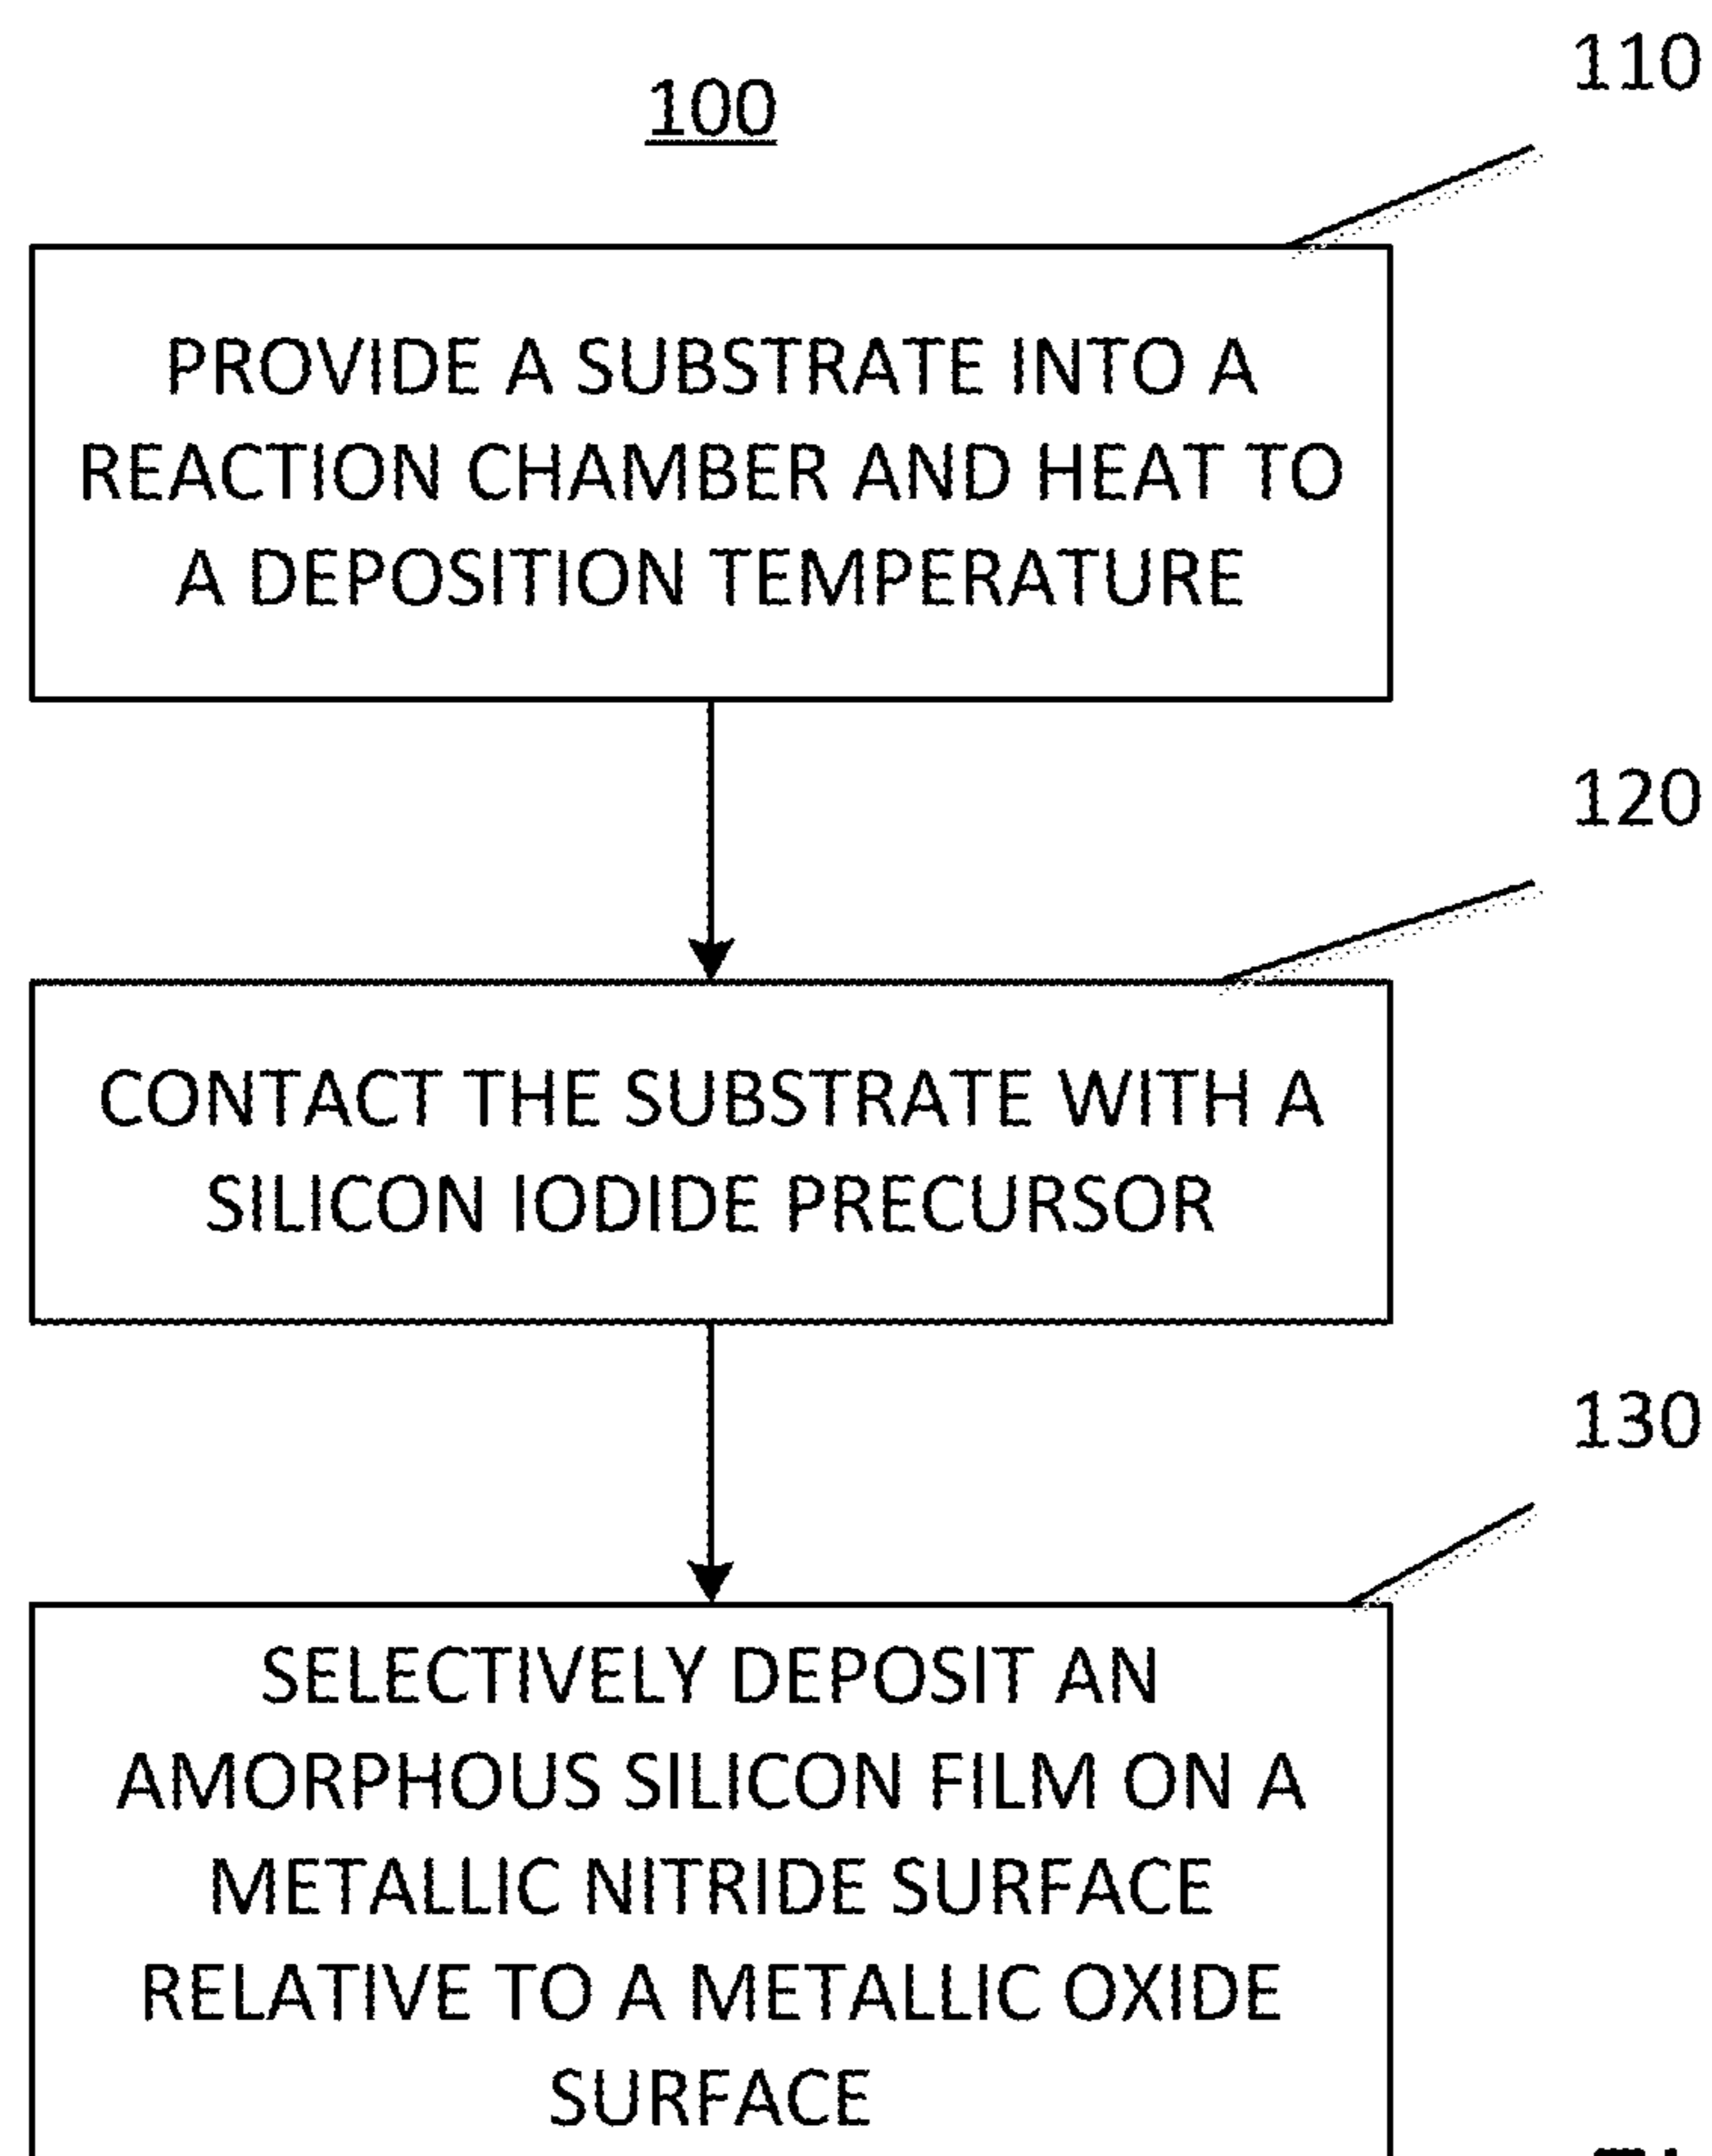 110
100
PROVIDE A SUBSTRATE INTO A
REACTION CHAMBER AND HEAT TO
A DEPOSITION TEMPERATURE
120
CONTACT THE SUBSTRATE WITH A
SILICON IODIDE PRECURSOR
130
SELECTIVELY DEPOSIT AN
AMORPHOUS SILICON FILM ON A
METALLIC NITRIDE SURFACE
RELATIVE TO A METALLIC OXIDE
SURFACE